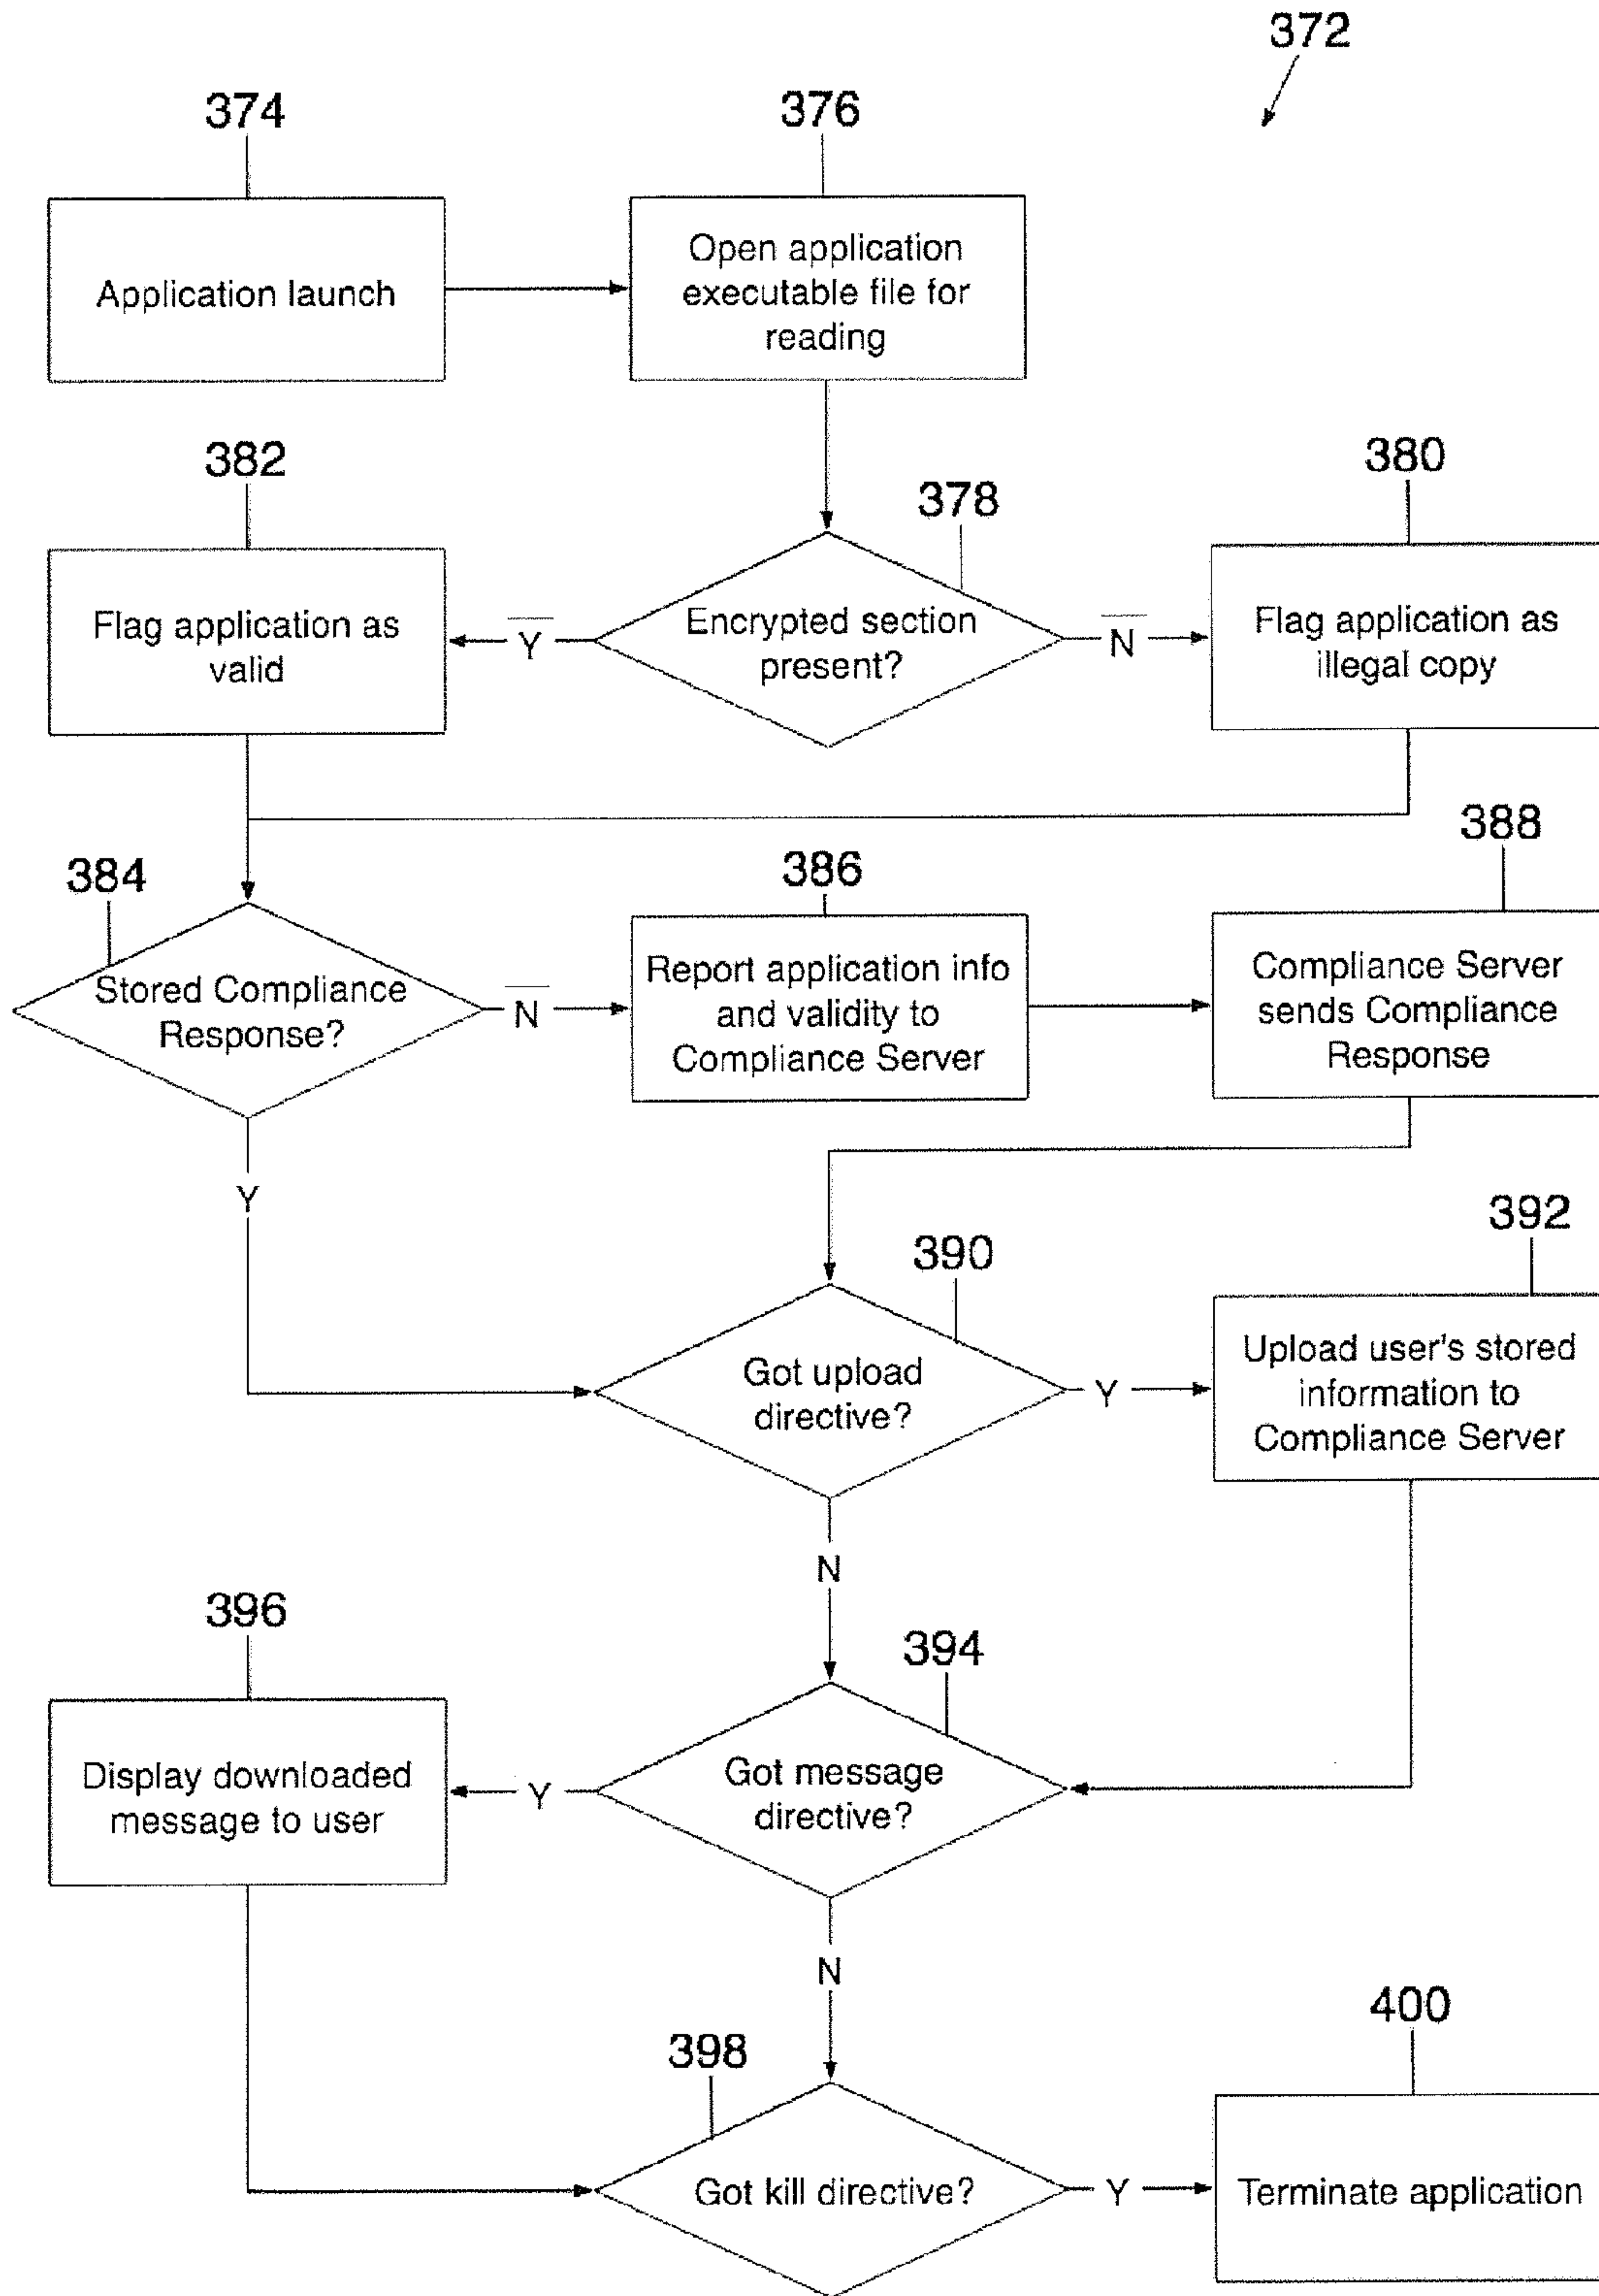 372
374
376
Application launch
Open application
executable file for
reading
382
378
380
Flag application as
valid
Y
Encrypted section
present?
N
Flag application as
illegal copy
384
386
388
Stored Compliance
Response?
N
Report application info
and validity to
Compliance Server
Compliance Server
sends Compliance
Response
Y
390
392
Got upload
directive?
Y
Upload user's stored
information to
Compliance Server
N
396
394
Display downloaded
message to user
Y
Got message
directive?
N
398
400
Got kill directive?
Y
Terminate application